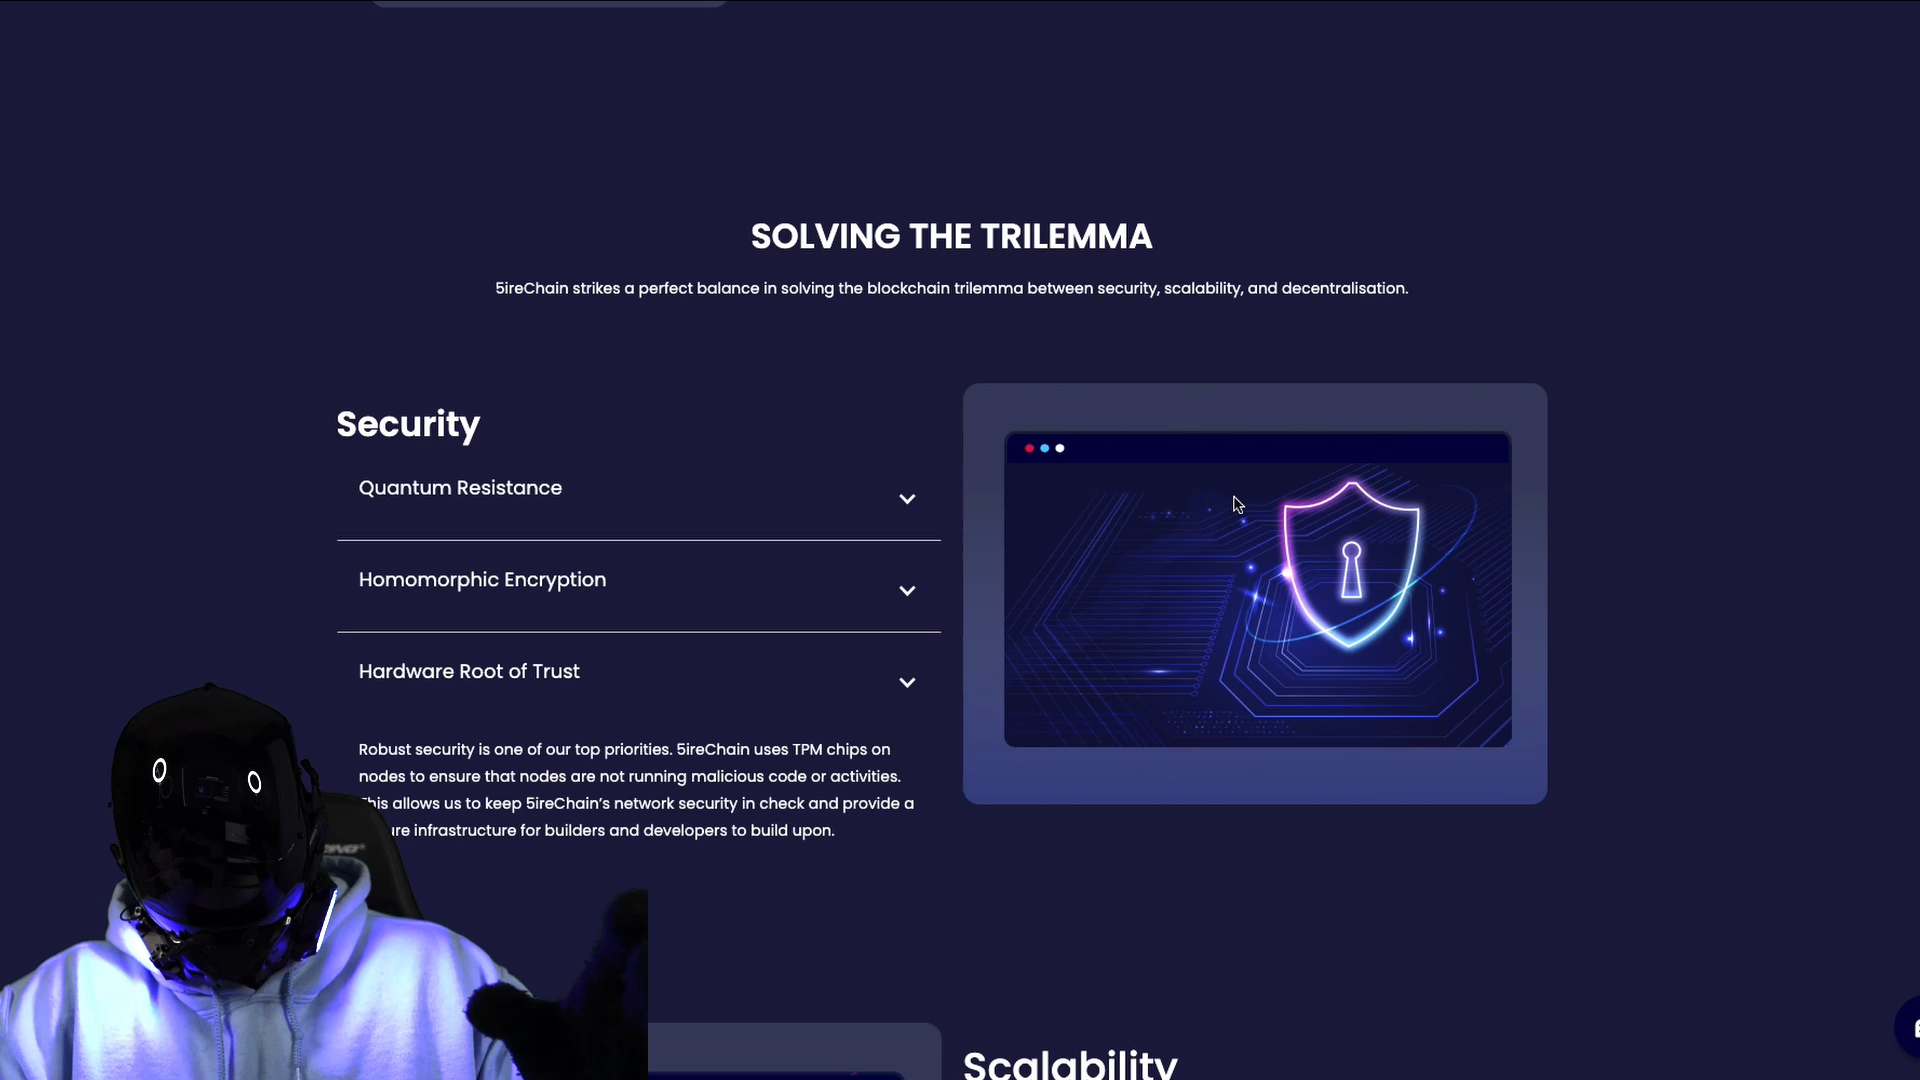 SOLVING THE TRILEMMA
5ireChain strikes a perfect balance in solving the blockchain trilemma between security, scalability, and decentralisation.
Security
Quantum Resistance
Homomorphic Encryption
Hardware Root of Trust
Robust security is one of our top priorities. 5ireChain uses TPM chips on
nodes to ensure that nodes are not running malicious code or activities.
This allows us to keep 5ireChain’s network security in check and provide a
infrastructure for builders and developers to build upon.
Scalability